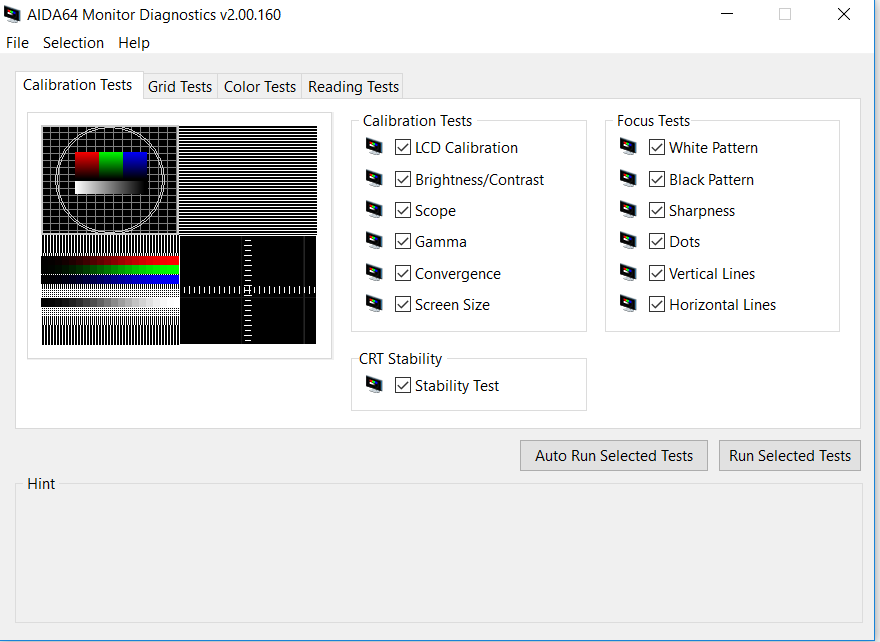 AIDA64 Monitor Diagnostics v2.00.160
File Selection Help
Calibration Tests Grid Tests Color Tests Reading Tests
Calibration Tests
LCD Calibration
Brightness/Contrast
Scope
Gamma
Convergence
Screen Size
Focus Tests
White Pattern
Black Pattern
Sharpness
Dots
Vertical Lines
Horizontal Lines
CRT Stability
Stability Test
Auto Run Selected Tests Run Selected Tests
Hint